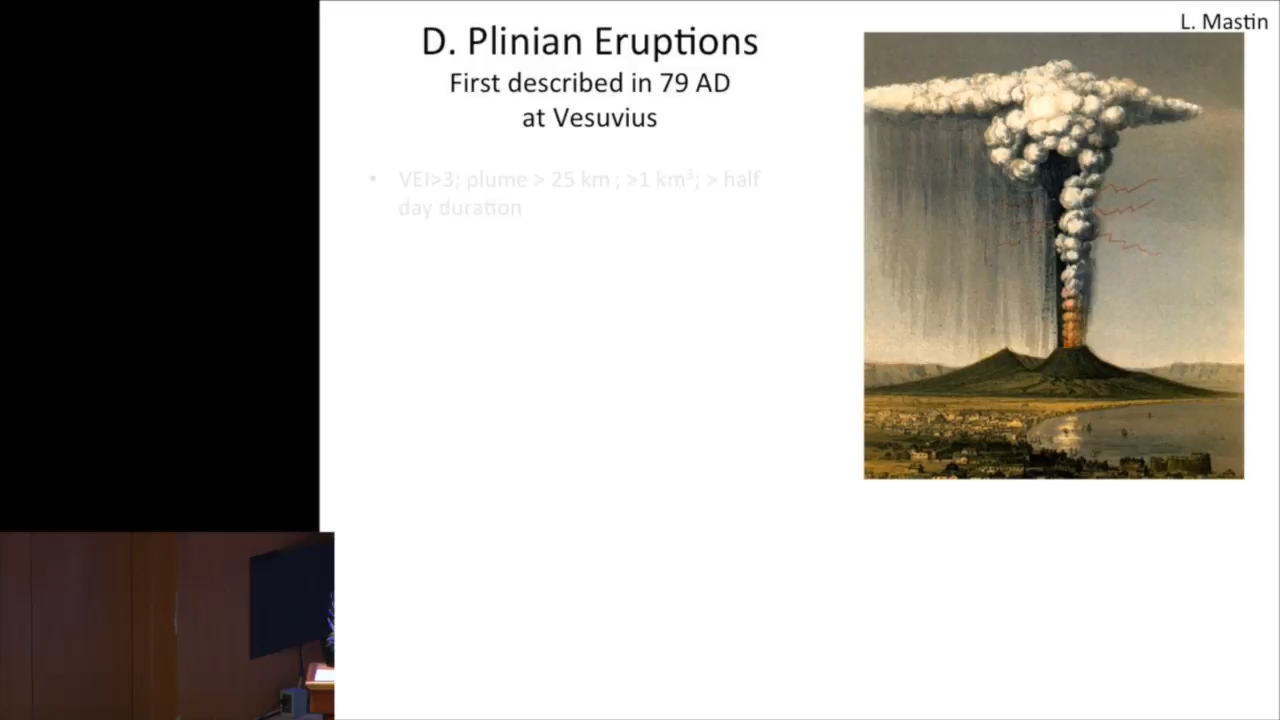 L. Mastin
D. Plinian Eruptions
First described in 79 AD
at Vesuvius
• VEI>3; plume > 25 km ; >1 km³; > half
day duration